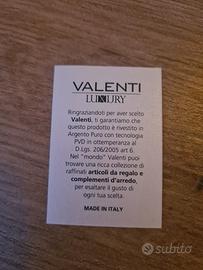 VALENTI
LUXURY
Ringraziandoti per aver scelto
Valenti, ti garantiamo che
questo prodotto è rivestito in
Argento Puro con tecnologia
PVD in ottemperanza al
D.Lgs. 206/2005 art 6.
Nel "mondo" Valenti puoi
trovare una ricca collezione di
raffinati articoli da regalo e
complementi d'arredo,
per esaltare il gusto di
ogni tua scelta.
MADE IN ITALY
subito